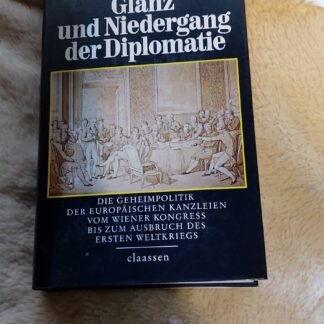 Glanz
und Niedergang
der Diplomatie
DIE GEHEIMPOLITIK
DER EUROPÄISCHEN KANZLEIEN
VOM WIENER KONGRESS
BIS ZUM AUSBRUCH DES
ERSTEN WELTKRIEGS
claassen